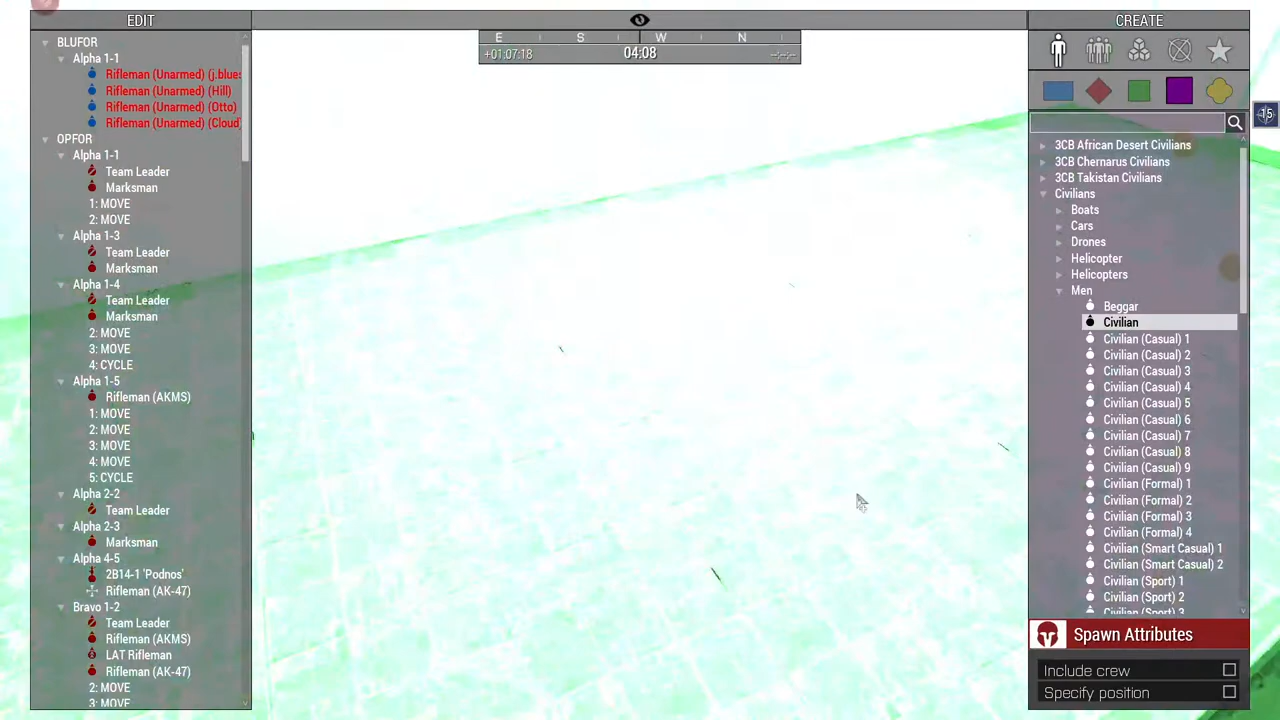 EDIT
BLUFOR
Alpha 1-1
Rifleman (Unarmed) (j.blues
Rifleman (Unarmed) (Hill)
Rifleman (Unarmed) (Otto)
Rifleman (Unarmed) (Cloud
OPFOR
Alpha 1-1
Team Leader
Marksman
1: MOVE
2: MOVE
Alpha 1-3
Team Leader
Marksman
Alpha 1-4
Team Leader
Marksman
2: MOVE
3: MOVE
4: CYCLE
Alpha 1-5
Rifleman (AKMS)
1: MOVE
2: MOVE
3: MOVE
4: MOVE
5: CYCLE
Alpha 2-2
Team Leader
Alpha 2-3
Marksman
Alpha 4-5
2B14-1 'Podnos'
Rifleman (AK-47)
Bravo 1-2
Team Leader
Rifleman (AKMS)
LAT Rifleman
Rifleman (AK-47)
2: MOVE
3: MOVE
E S W N
+01:07:18 04:08 --:--
CREATE
15
3CB African Desert Civilians
3CB Chernarus Civilians
3CB Takistan Civilians
Civilians
Boats
Cars
Drones
Helicopter
Helicopters
Men
Beggar
Civilian
Civilian (Casual) 1
Civilian (Casual) 2
Civilian (Casual) 3
Civilian (Casual) 4
Civilian (Casual) 5
Civilian (Casual) 6
Civilian (Casual) 7
Civilian (Casual) 8
Civilian (Casual) 9
Civilian (Formal) 1
Civilian (Formal) 2
Civilian (Formal) 3
Civilian (Formal) 4
Civilian (Smart Casual) 1
Civilian (Smart Casual) 2
Civilian (Sport) 1
Civilian (Sport) 2
Civilian (Sport) 3
Spawn Attributes
Include crew
Specify position